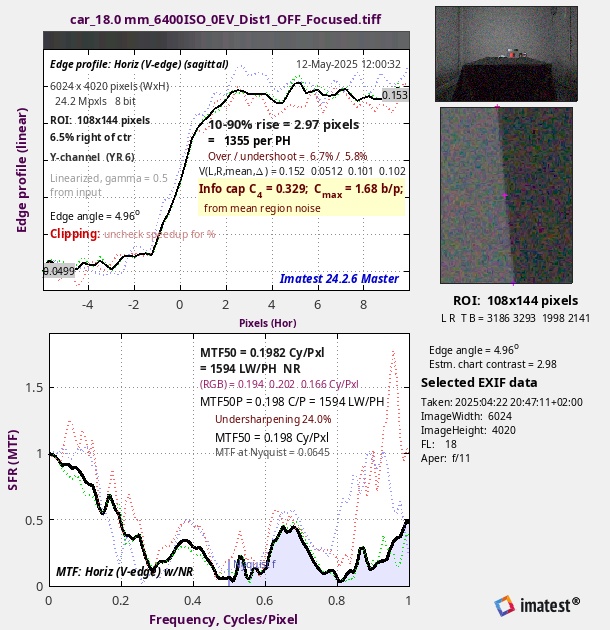 car_18.0 mm_6400ISO_0EV_Dist1_OFF_Focused.tiff
Edge profile: Horiz (V-edge) (sagittal)
12-May-2025 12:00:32
6024 x 4020 pixels (WxH)
24.2 Mpxls   8 bit
0.153
ROI:  108x144 pixels
6.5% right of ctr
10-90% rise = 2.97 pixels
=   1355 per PH
Y-channel  (YR 6)
Over / undershoot =  6.7% /  5.8%
V(L,R,mean,Δ) = 0.152  0.0512  0.101  0.102
Linearized, gamma = 0.5
from input
Info cap C4 = 0.329;  Cmax = 1.68 b/p;
from mean region noise
Edge angle = 4.96o
Clipping: uncheck speedup for %
0.0499
Imatest 24.2.6 Master
Edge profile (linear)
-4 -2 0 2 4 6 8
Pixels (Hor)
ROI:  108x144 pixels
L R  T B = 3186 3293  1998 2141
Edge angle = 4.96o
Estm. chart contrast = 2.98
Selected EXIF data
Taken: 2025:04:22 20:47:11+02:00
ImageWidth:  6024
ImageHeight:  4020
FL:   18
Aper:  f/11
MTF50 = 0.1982 Cy/Pxl
= 1594 LW/PH  NR
(RGB) = 0.194  0.202  0.166 Cy/Pxl
MTF50P = 0.198 C/P = 1594 LW/PH
Undersharpening 24.0%
MTF50 = 0.198 Cy/Pxl
MTF at Nyquist = 0.0645
SFR (MTF)
1.5
1
0.5
0
Nyquist f
MTF: Horiz (V-edge) w/NR
0 0.2 0.4 0.6 0.8 1
Frequency, Cycles/Pixel
imatest®